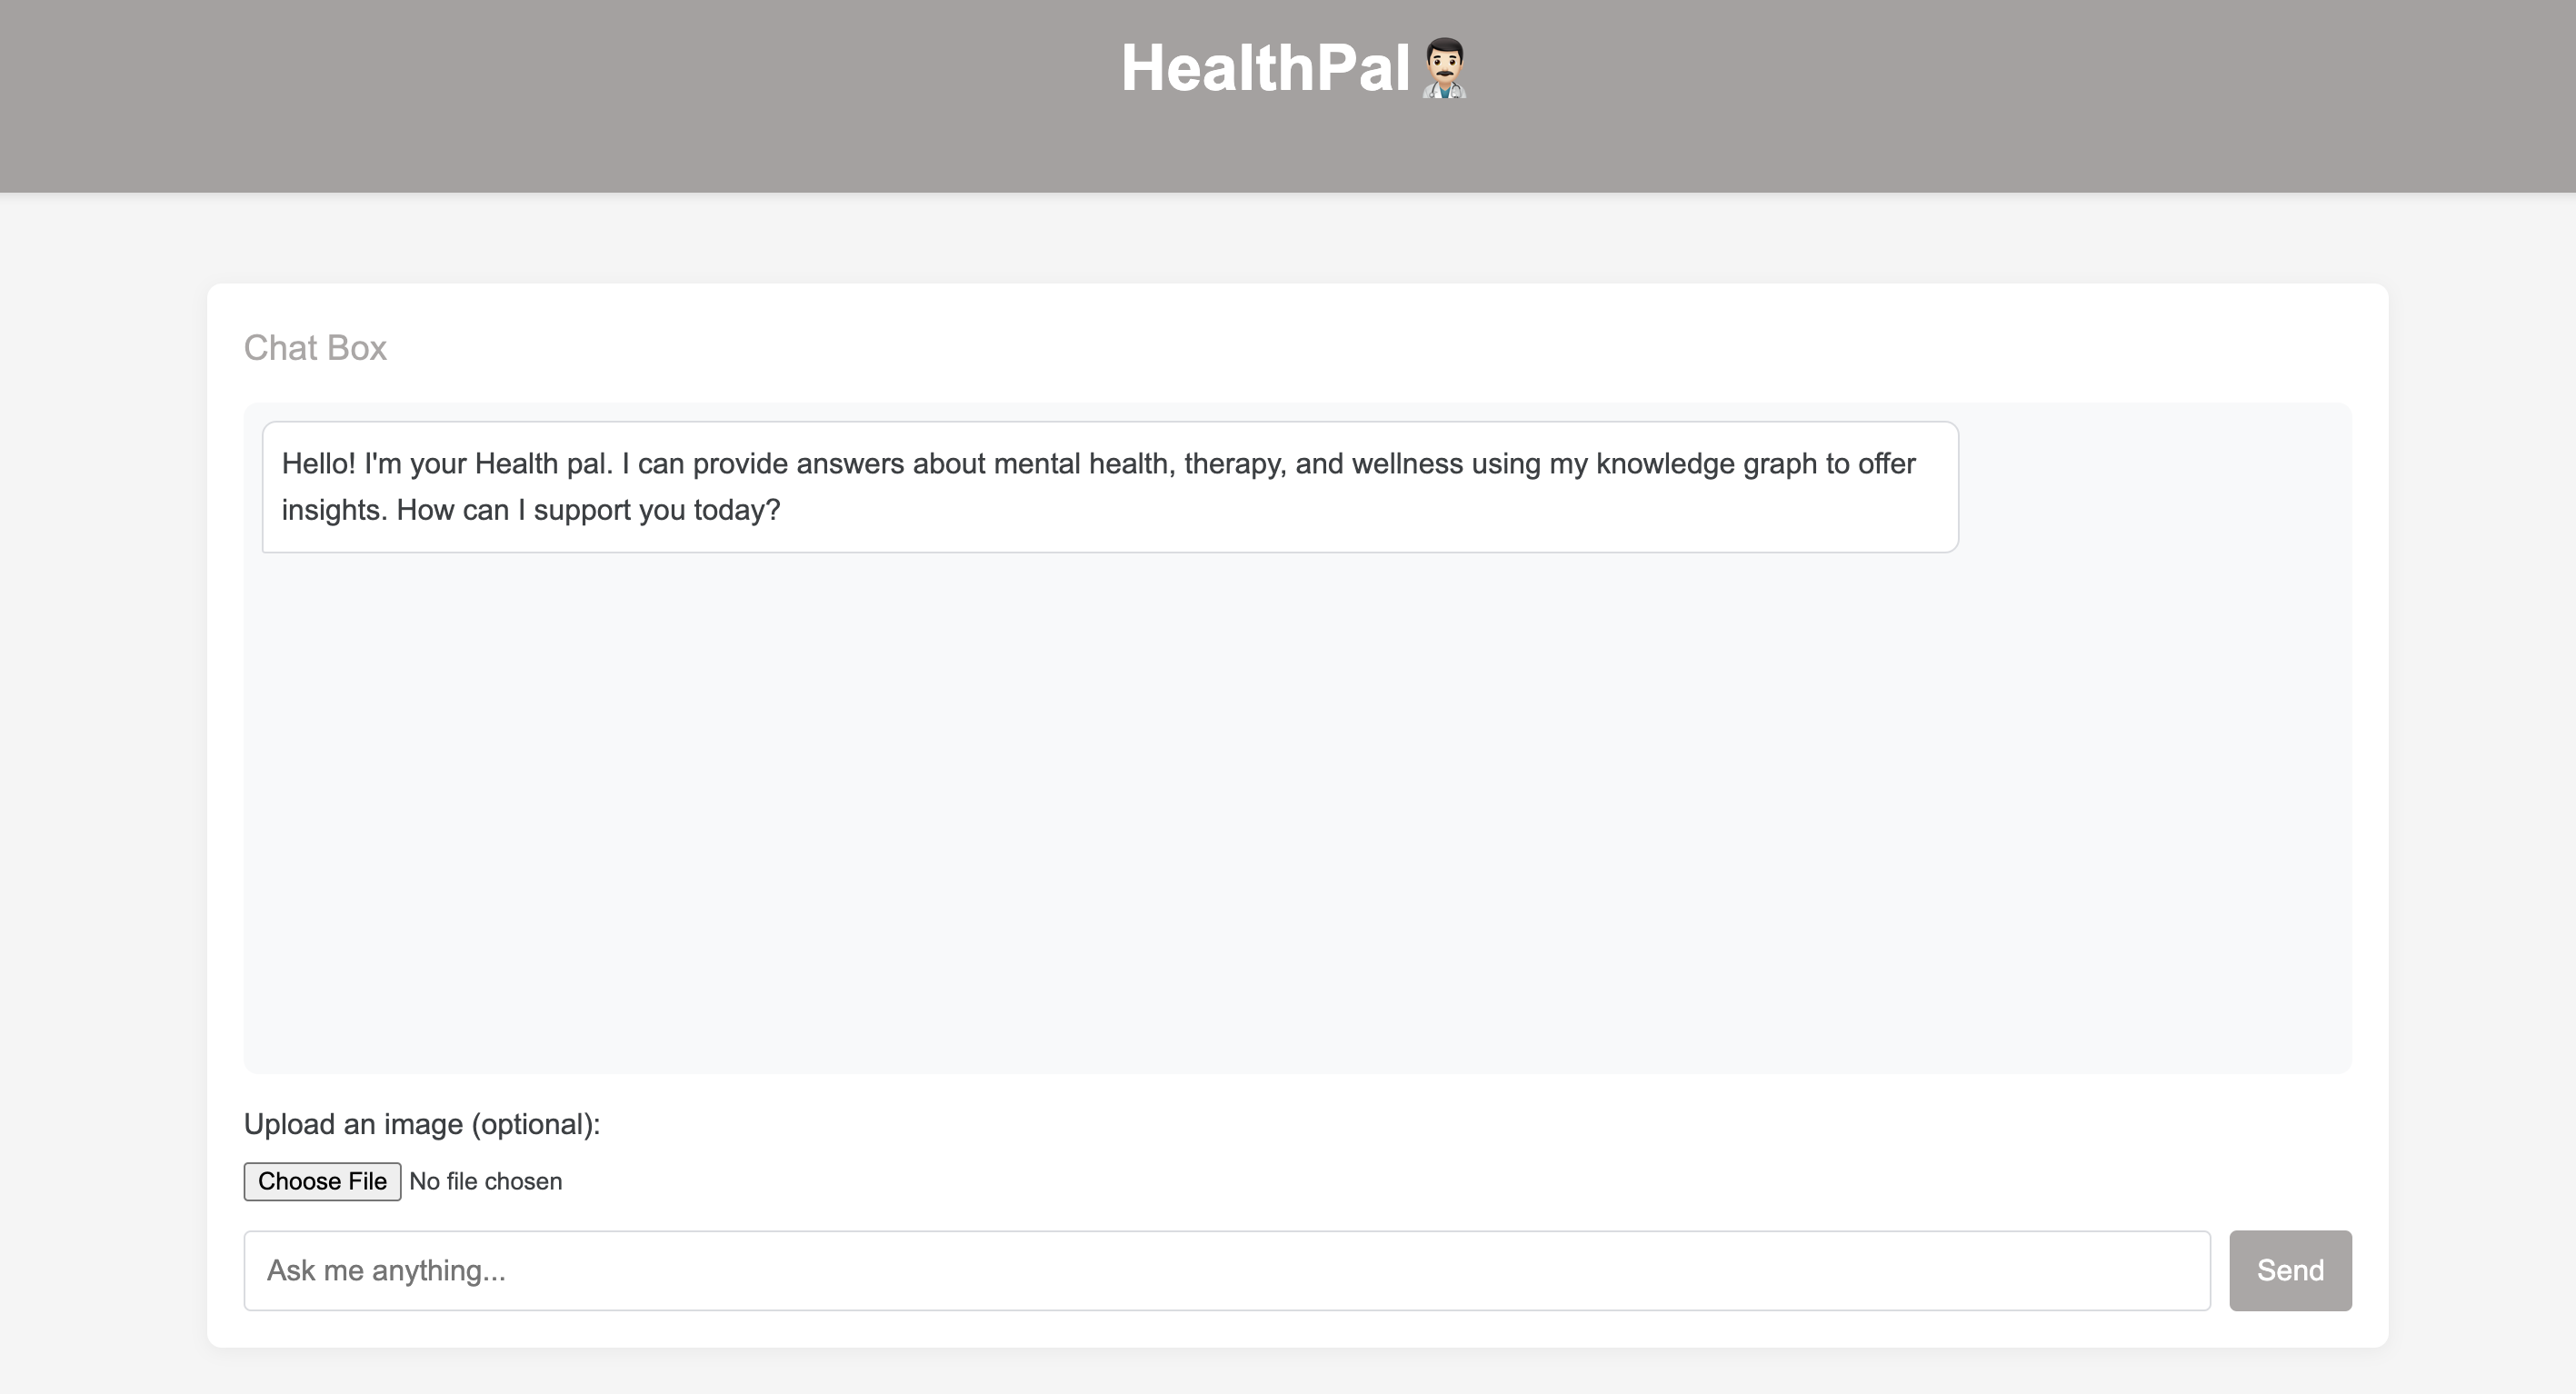 HealthPal
Chat Box
Hello! I'm your Health pal. I can provide answers about mental health, therapy, and wellness using my knowledge graph to offer
insights. How can I support you today?
Upload an image (optional):
Choose File No file chosen
Ask me anything...
Send